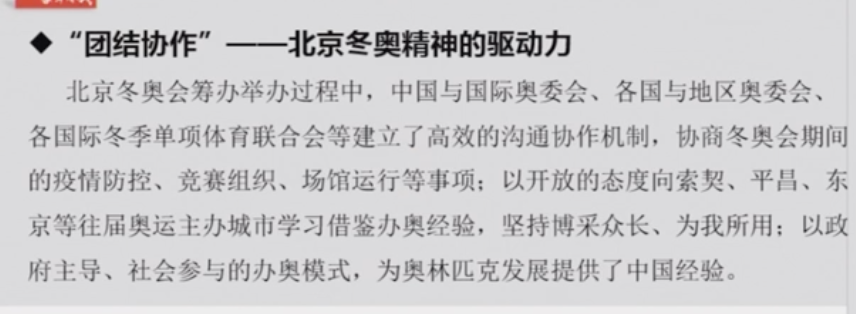 ◆ “团结协作”——北京冬奥精神的驱动力
北京冬奥会筹办举办过程中，中国与国际奥委会、各国与地区奥委会、
各国际冬季单项体育联合会等建立了高效的沟通协作机制，协商冬奥会期间
的疫情防控、竞赛组织、场馆运行等事项；以开放的态度向索契、平昌、东
京等往届奥运主办城市学习借鉴办奥经验，坚持博采众长、为我所用；以政
府主导、社会参与的办奥模式，为奥林匹克发展提供了中国经验。